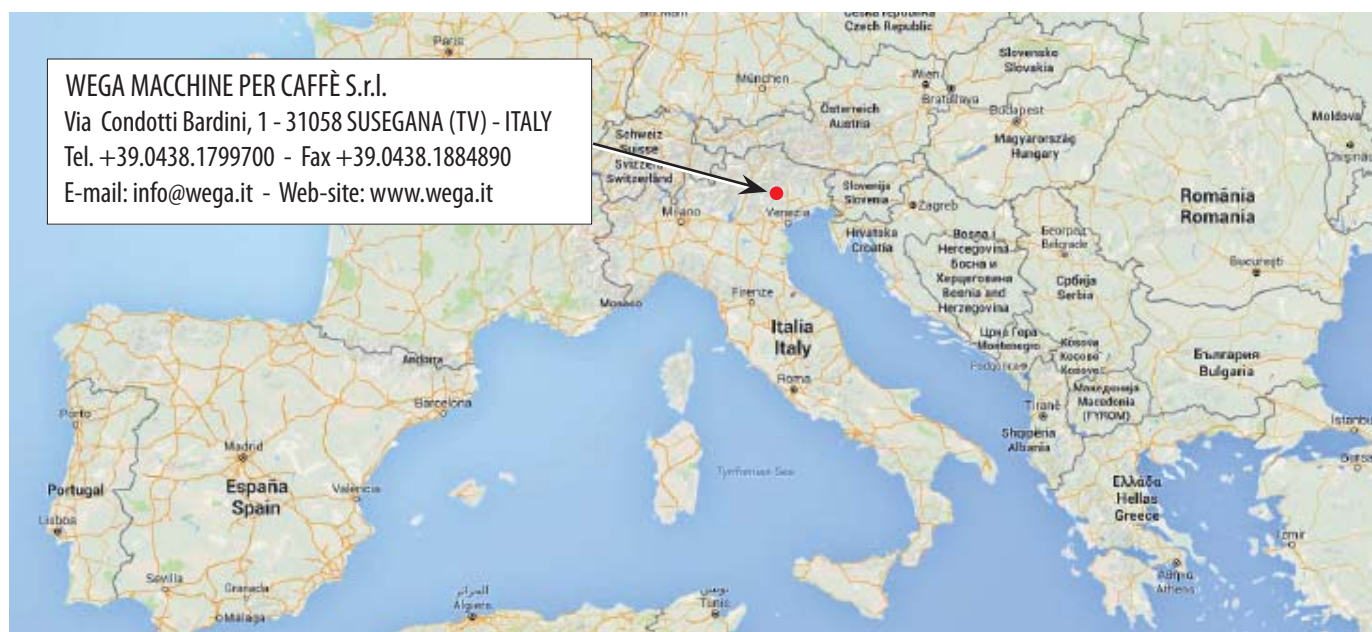 WEGA MACCHINE PER CAFFÈ S.r.l.
Via Condotti Bardini, 1 - 31058 SUSEGANA (TV) - ITALY
Tel. +39.0438.1799700 - Fax +39.0438.1884890
E-mail: info@wega.it - Web-site: www.wega.it
Paris
Czech Republic
München
Wien
Bratislava
Slovensko
Slovakia
Österreich
Austria
Budapest
Magyarország
Hungary
Moldova
Schweiz
Suisse
Switzerland
Milano
Venezia
Slovenija
Slovenia
Zagreb
Hrvatska
Croatia
Bosna i
Hercegovina
Босна и
Херцеговина
Bosnia and
Herzegovina
Београд
Belgrade
Србија
Serbia
România
Romania
București
Monaco
Firenze
Italia
Italy
Roma
Црна Гора
Montenegro
Podgorica
Kosova
Косово
Kosovo
Македонија
Macedonia
(FYROM)
България
Bulgaria
Tiranë
Shqipëria
Albania
Andorra
Barcelona
Porto
Madrid
España
Spain
Valencia
Portugal
Lisboa
Sevilla
Granada
Málaga
Tyrrhenian Sea
الجزائر
Algiers
تونس
Tunis
Ελλάδα
Hellas
Greece
Αθήνα
Athens
Izmir